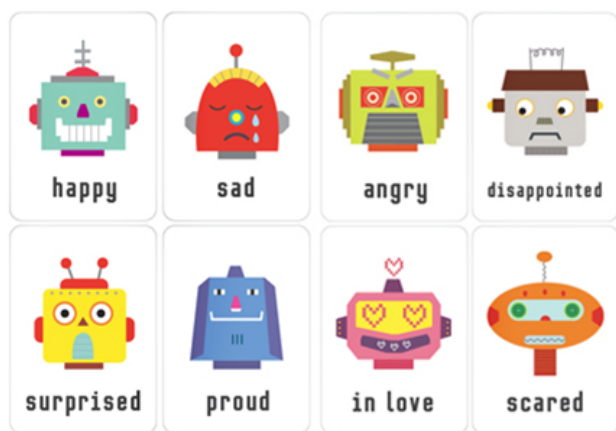 happy
sad
angry
disappointed
surprised
proud
in love
scared